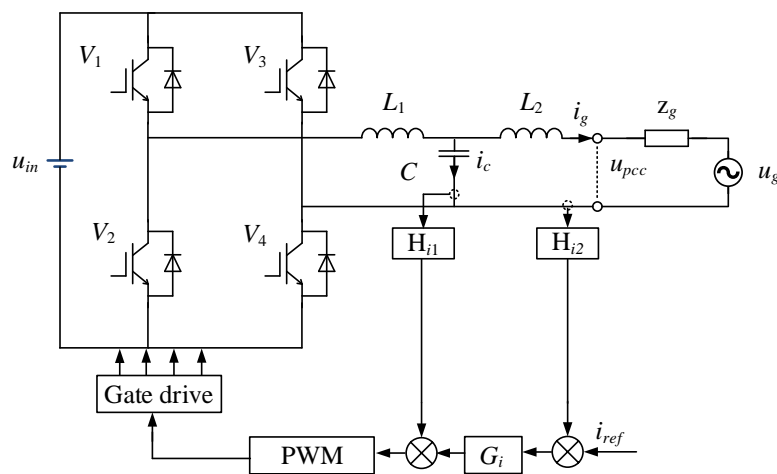 V1
V3
L1
L2
ig
zg
uin
C
ic
upcc
ug
V2
V4
Hi1
Hi2
Gate drive
iref
PWM
Gi